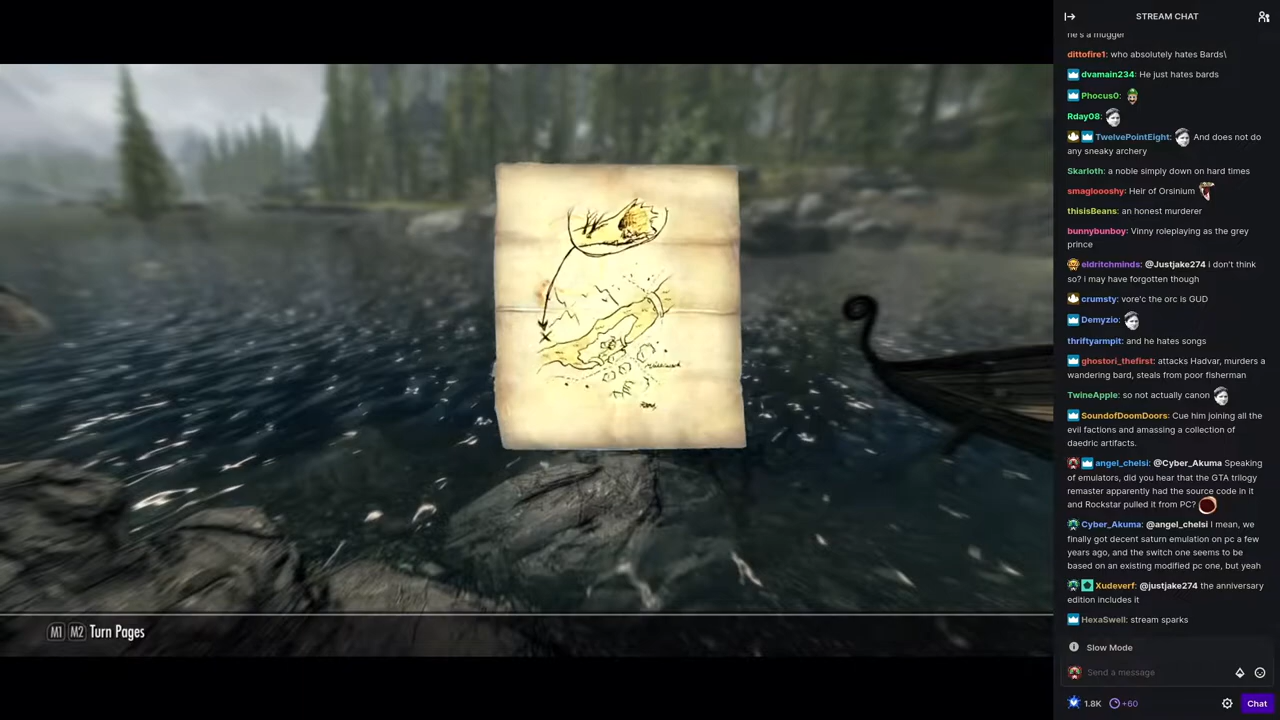 STREAM CHAT
he's a mugger
dittofire1: who absolutely hates Bards\
dvamain234: He just hates bards
Phocus0:
Rday08:
TwelvePointEight: And does not do
any sneaky archery
Skarloth: a noble simply down on hard times
smagloooshy: Heir of Orsinium
thisisBeans: an honest murderer
bunnybunboy: Vinny roleplaying as the grey
prince
eldritchminds: @Justjake274 I don't think
so? i may have forgotten though
crumsty: vore'c the orc is GUD
Demyzio:
thriftyarmpit: and he hates songs
ghostori_thefirst: attacks Hadvar, murders a
wandering bard, steals from poor fisherman
TwineApple: so not actually canon
SoundofDoomDoors: Cue him joining all the
evil factions and amassing a collection of
daedric artifacts.
angel_chelsi: @Cyber_Akuma Speaking
of emulators, did you hear that the GTA trilogy
remaster apparently had the source code in it
and Rockstar pulled it from PC?
Cyber_Akuma: @angel_chelsi I mean, we
finally got decent saturn emulation on pc a few
years ago, and the switch one seems to be
based on an existing modified pc one, but yeah
Xudeverf: @justjake274 the anniversary
edition includes it
HexaSwell: stream sparks
Slow Mode
Send a message
1.8K +60
Chat
M1 M2 Turn Pages